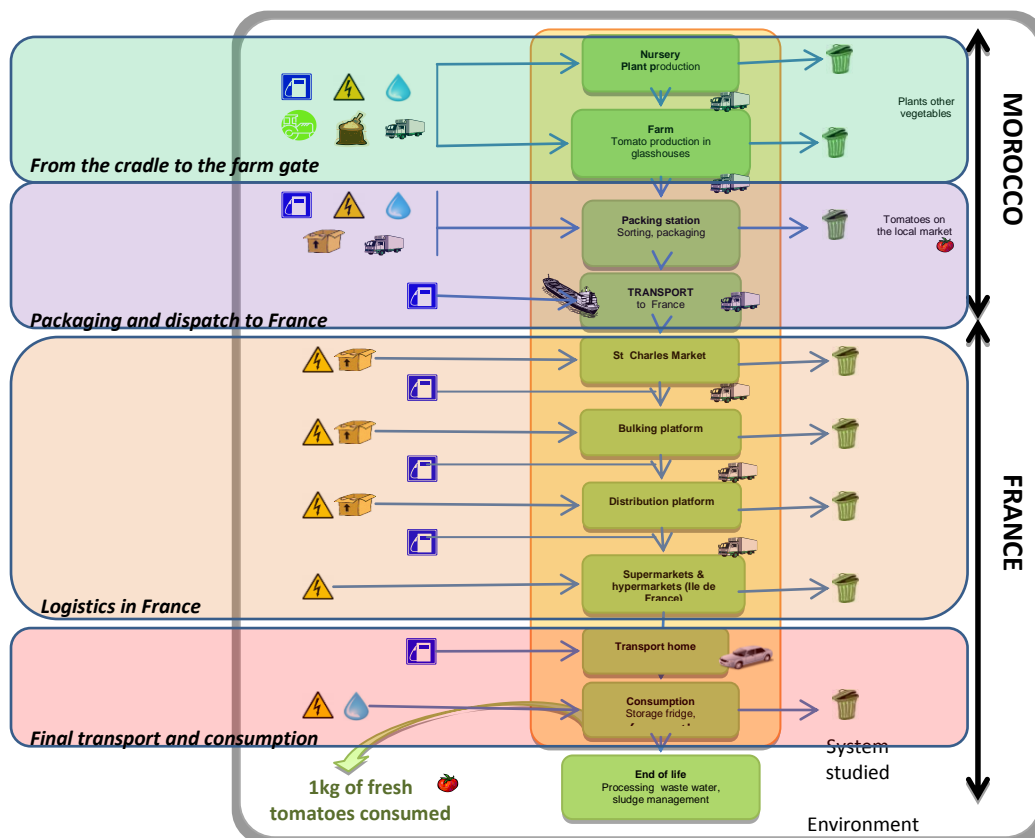 Nursery
Plant production
Plants other
vegetables
MOROCCO
Farm
Tomato production in
glasshouses
From the cradle to the farm gate
Packing station
Sorting, packaging
Tomatoes on
the local market
TRANSPORT
to France
Packaging and dispatch to France
St Charles Market
Bulking platform
FRANCE
Distribution platform
Supermarkets &
hypermarkets (Ile de
France)
Logistics in France
Transport home
Consumption
Storage fridge,
Final transport and consumption
System
studied
End of life
Processing waste water,
sludge management
1kg of fresh
tomatoes consumed
Environment